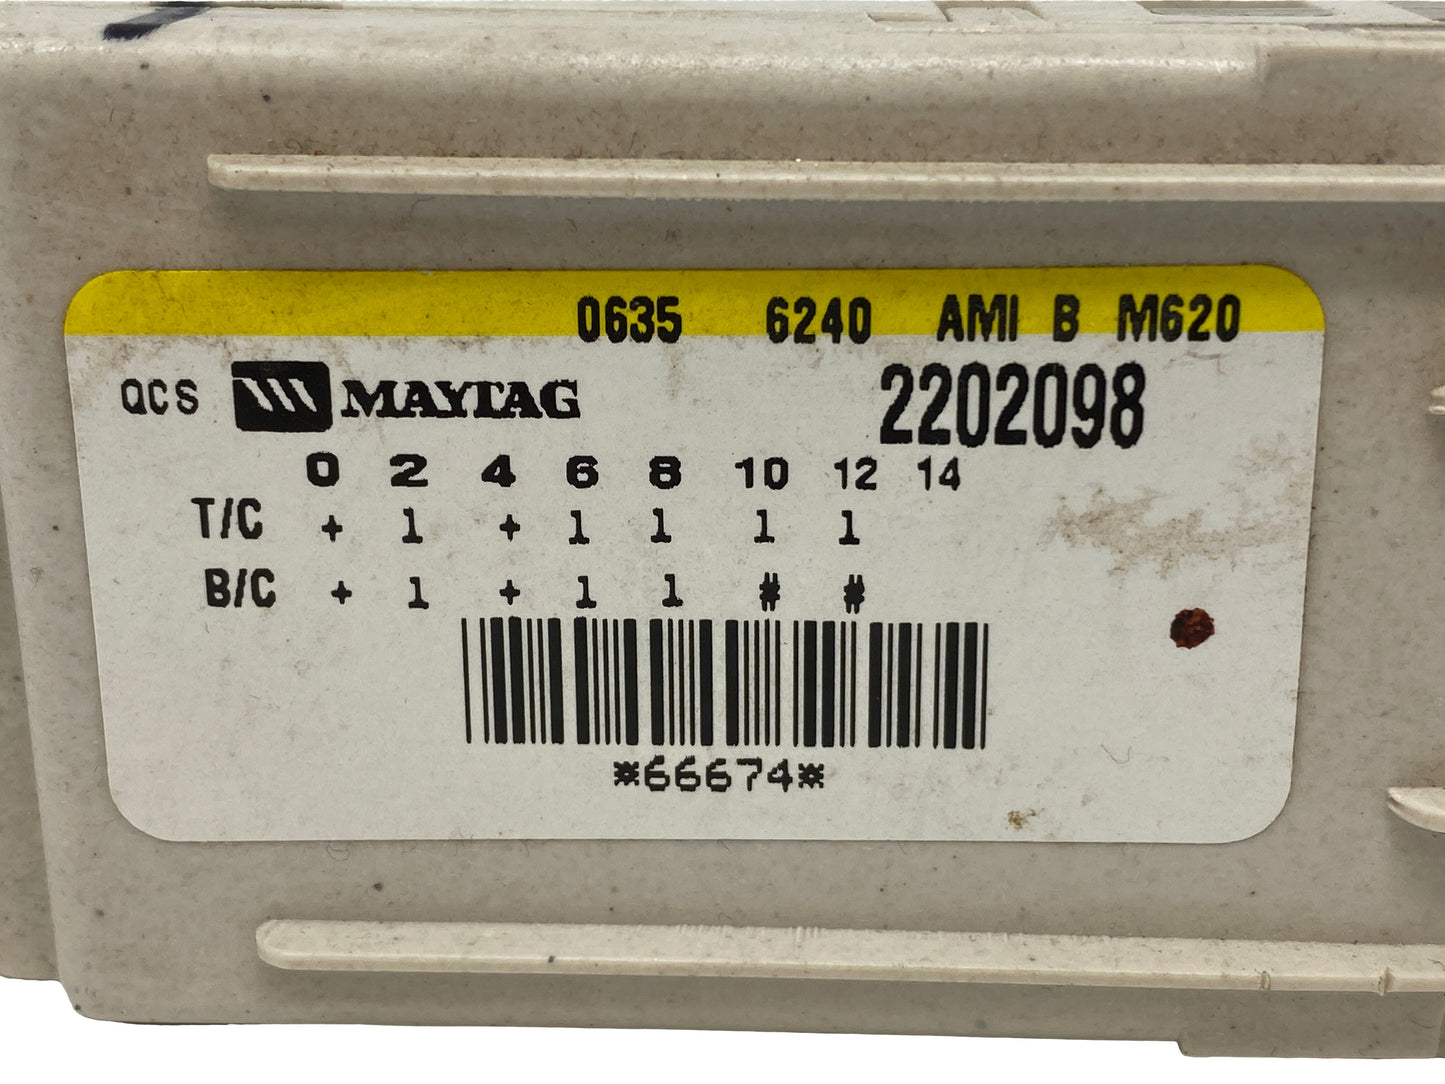 0635 6240 AMI B M620
QCS MAYTAG 2202098
0 2 4 6 8 10 12 14
T/C + 1 + 1 1 1 1
B/C + 1 + 1 1 # #
*66674*